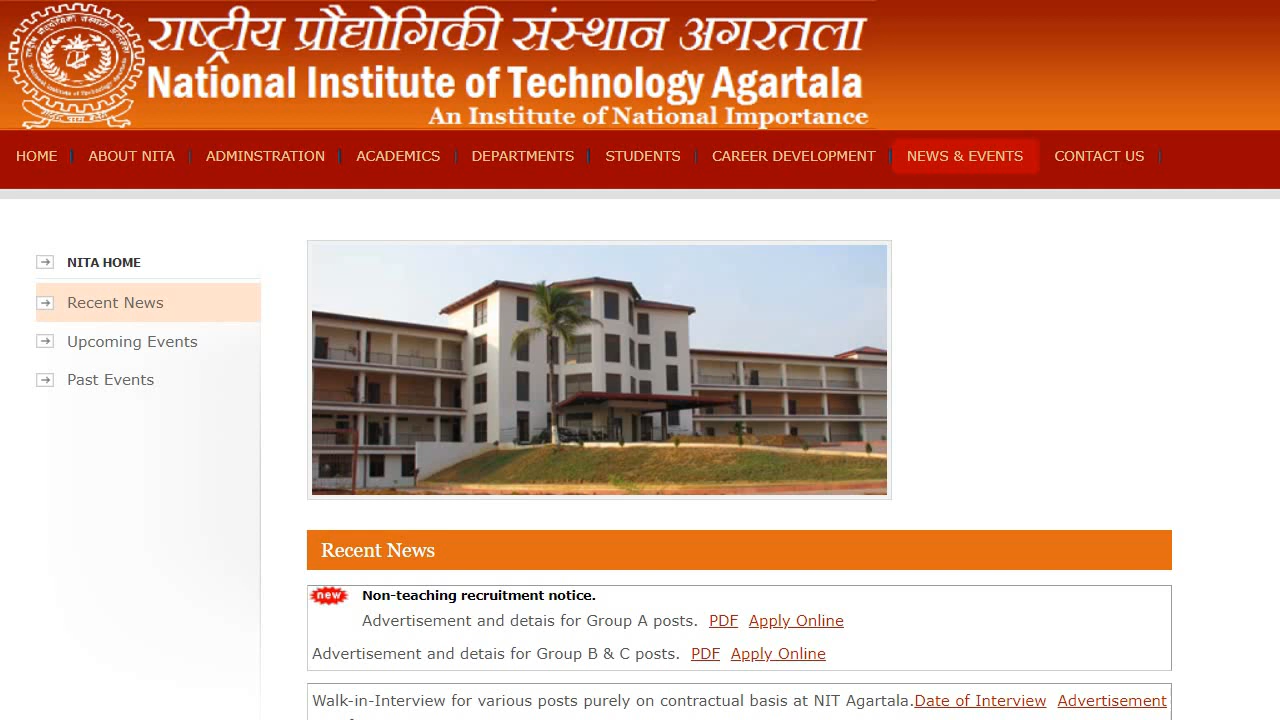 राष्ट्रीय प्रौद्योगिकी संस्थान अगरतला
National Institute of Technology Agartala
An Institute of National Importance
HOME ABOUT NITA ADMINSTRATION ACADEMICS DEPARTMENTS STUDENTS CAREER DEVELOPMENT NEWS & EVENTS CONTACT US
NITA HOME
Recent News
Upcoming Events
Past Events
Recent News
new Non-teaching recruitment notice.
Advertisement and detais for Group A posts. PDF Apply Online
Advertisement and detais for Group B & C posts. PDF Apply Online
Walk-in-Interview for various posts purely on contractual basis at NIT Agartala.Date of Interview Advertisement